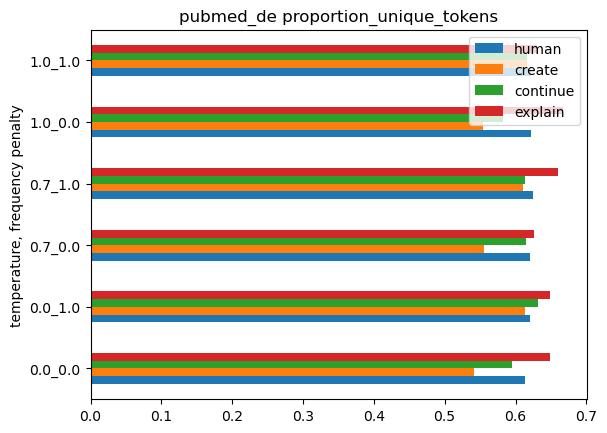 pubmed_de proportion_unique_tokens
human
create
continue
explain
temperature, frequency penalty
1.0_1.0
1.0_0.0
0.7_1.0
0.7_0.0
0.0_1.0
0.0_0.0
0.0 0.1 0.2 0.3 0.4 0.5 0.6 0.7